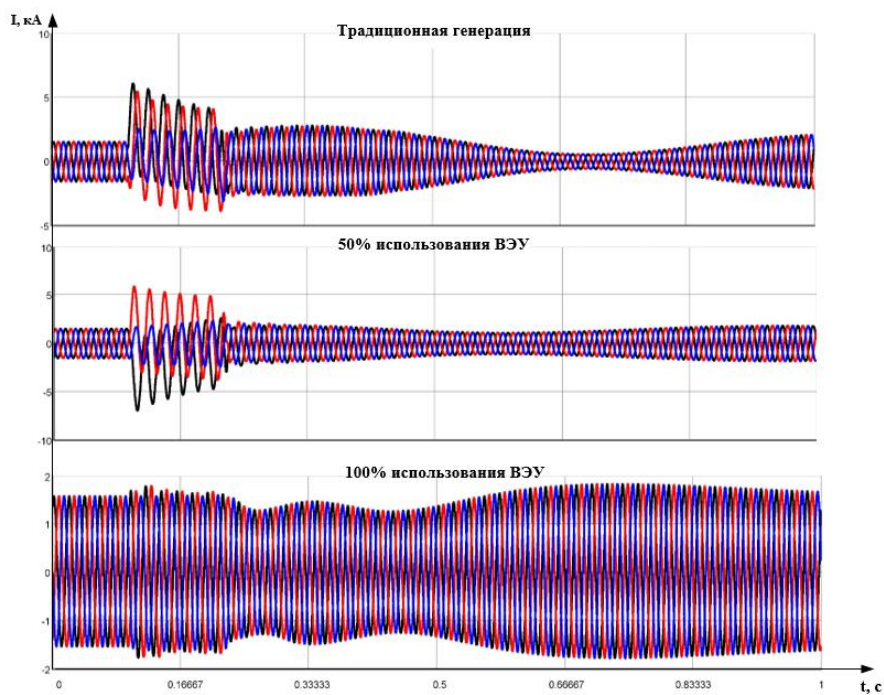 I, кА
Традиционная генерация
10
5
0
-5
50% использования ВЭУ
10
5
0
-5
-10
100% использования ВЭУ
2
1
0
-1
-2
0 0.16667 0.33333 0.5 0.66667 0.83333 1
t, с